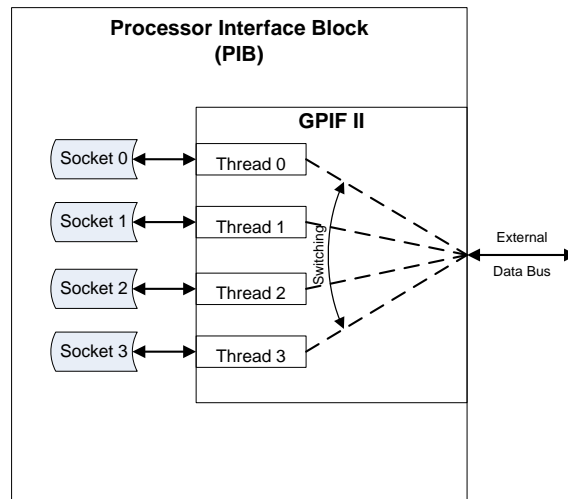 Processor Interface Block
(PIB)
GPIF II
Socket 0
Thread 0
Socket 1
Thread 1
Socket 2
Thread 2
Socket 3
Thread 3
Switching
External
Data Bus